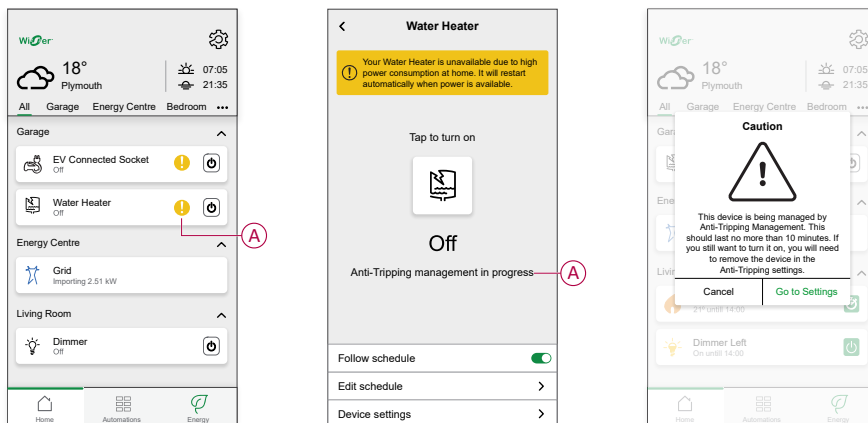 Wiser
18°
Plymouth
07:05
21:35
All Garage Energy Centre Bedroom •••
Garage
EV Connected Socket
Off
!
Water Heater
Off
!
A
Energy Centre
Grid
Importing 2.51 kW
Living Room
Dimmer
Off
Home Automations Energy
Water Heater
! Your Water Heater is unavailable due to high
power consumption at home. It will restart
automatically when power is available.
Tap to turn on
Off
Anti-Tripping management in progress
A
Follow schedule
Edit schedule
Device settings
Wiser
18°
Plymouth
07:05
21:35
All Garage Energy Centre Bedroom •••
Gar
Ene
Livin
Caution
!
This device is being managed by
Anti-Tripping Management. This
should last no more than 10 minutes. If
you still want to turn it on, you will need
to remove the device in the
Anti-Tripping settings.
Cancel Go to Settings
21° untill 14:00
Dimmer Left
On untill 14:00
Home Automations Energy